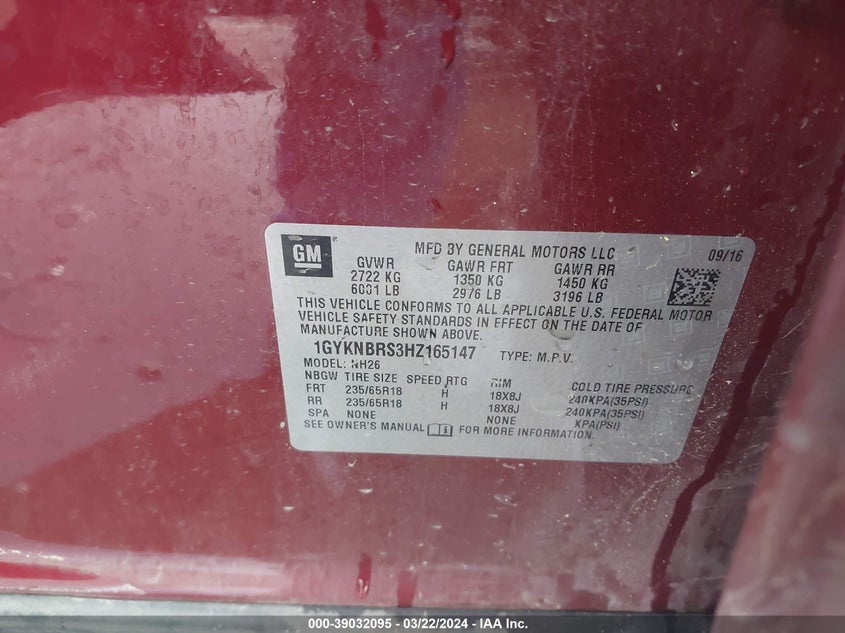 GM ® MFD BY GENERAL MOTORS LLC 09/16
GVWR GAWR FRT GAWR RR
2722 KG 1350 KG 1450 KG
6001 LB 2976 LB 3196 LB
THIS VEHICLE CONFORMS TO ALL APPLICABLE U.S. FEDERAL MOTOR
VEHICLE SAFETY STANDARDS IN EFFECT ON THE DATE OF
MANUFACTURE SHOWN ABOVE.
1GYKNBRS3HZ165147 TYPE: M.P.V.
MODEL: NH26
NBGW TIRE SIZE SPEED RTG RIM COLD TIRE PRESSURE
FRT 235/65R18 H 18X8J 240KPA(35PSI)
RR 235/65R18 H 18X8J 240KPA(35PSI)
SPA NONE NONE KPA(PSI)
SEE OWNER'S MANUAL FOR MORE INFORMATION.
000-39032095 - 03/22/2024 - IAA Inc.